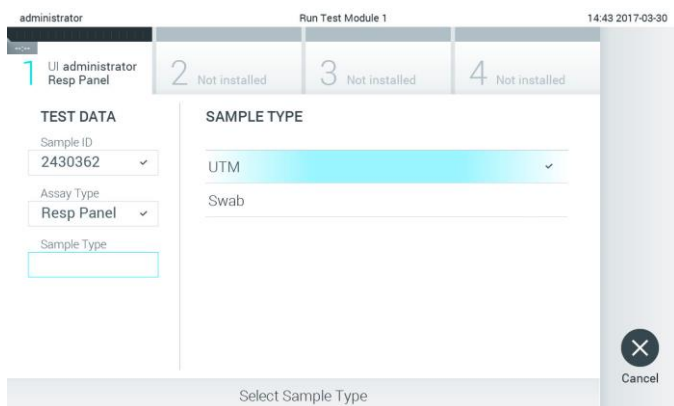 administrator
Run Test Module 1
14:43 2017-03-30
1
UI administrator
Resp Panel
2 Not installed
3 Not installed
4 Not installed
TEST DATA
Sample ID
2430362
Assay Type
Resp Panel
Sample Type
SAMPLE TYPE
UTM
Swab
Cancel
Select Sample Type